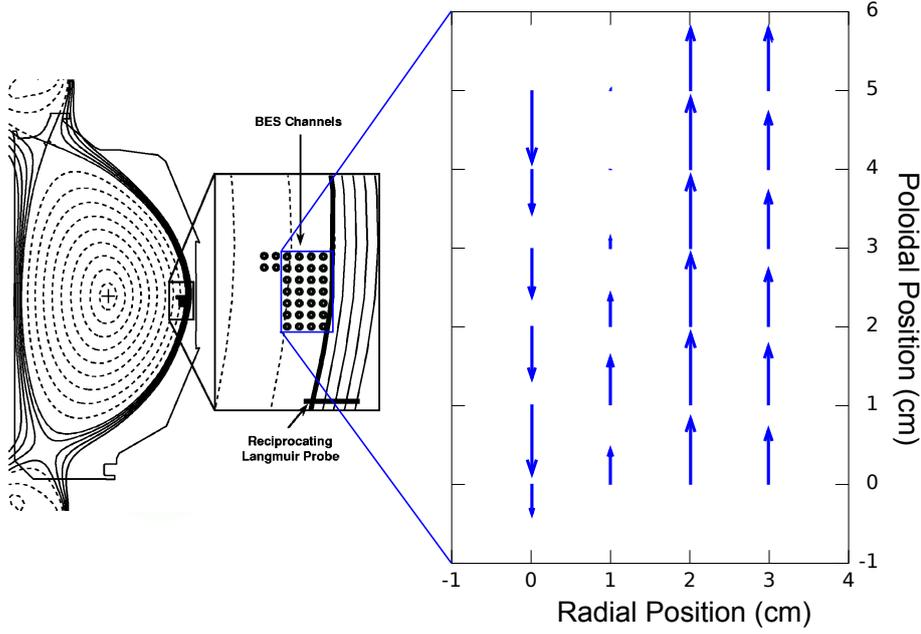 BES Channels
Reciprocating
Langmuir Probe
6
5
4
3
2
1
0
-1
-1 0 1 2 3 4
Radial Position (cm)
Poloidal Position (cm)